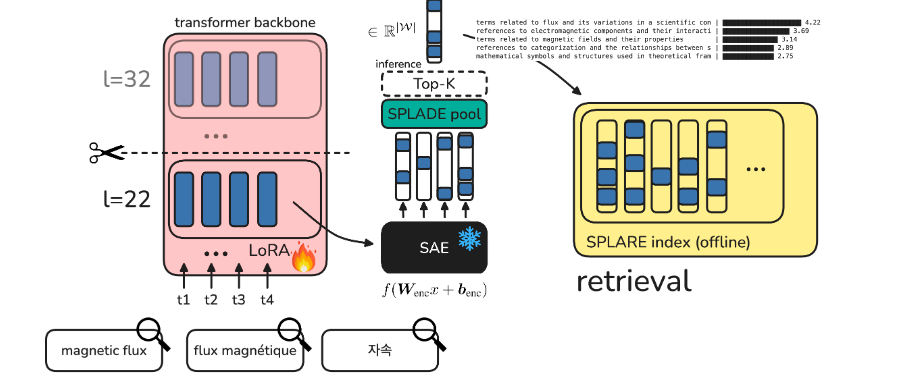 transformer backbone
l=32
...
l=22
...
LoRA
t1 t2 t3 t4
magnetic flux
flux magnétique
자속
∈ ℝ^|𝒲|
inference
Top-K
SPLADE pool
SAE
f(W_enc x + b_enc)
terms related to flux and its variations in a scientific con | 4.22
references to electromagnetic components and their interacti | 3.69
terms related to magnetic fields and their properties | 3.14
references to categorization and the relationships between s | 2.89
mathematical symbols and structures used in theoretical fram | 2.75
...
SPLARE index (offline)
retrieval